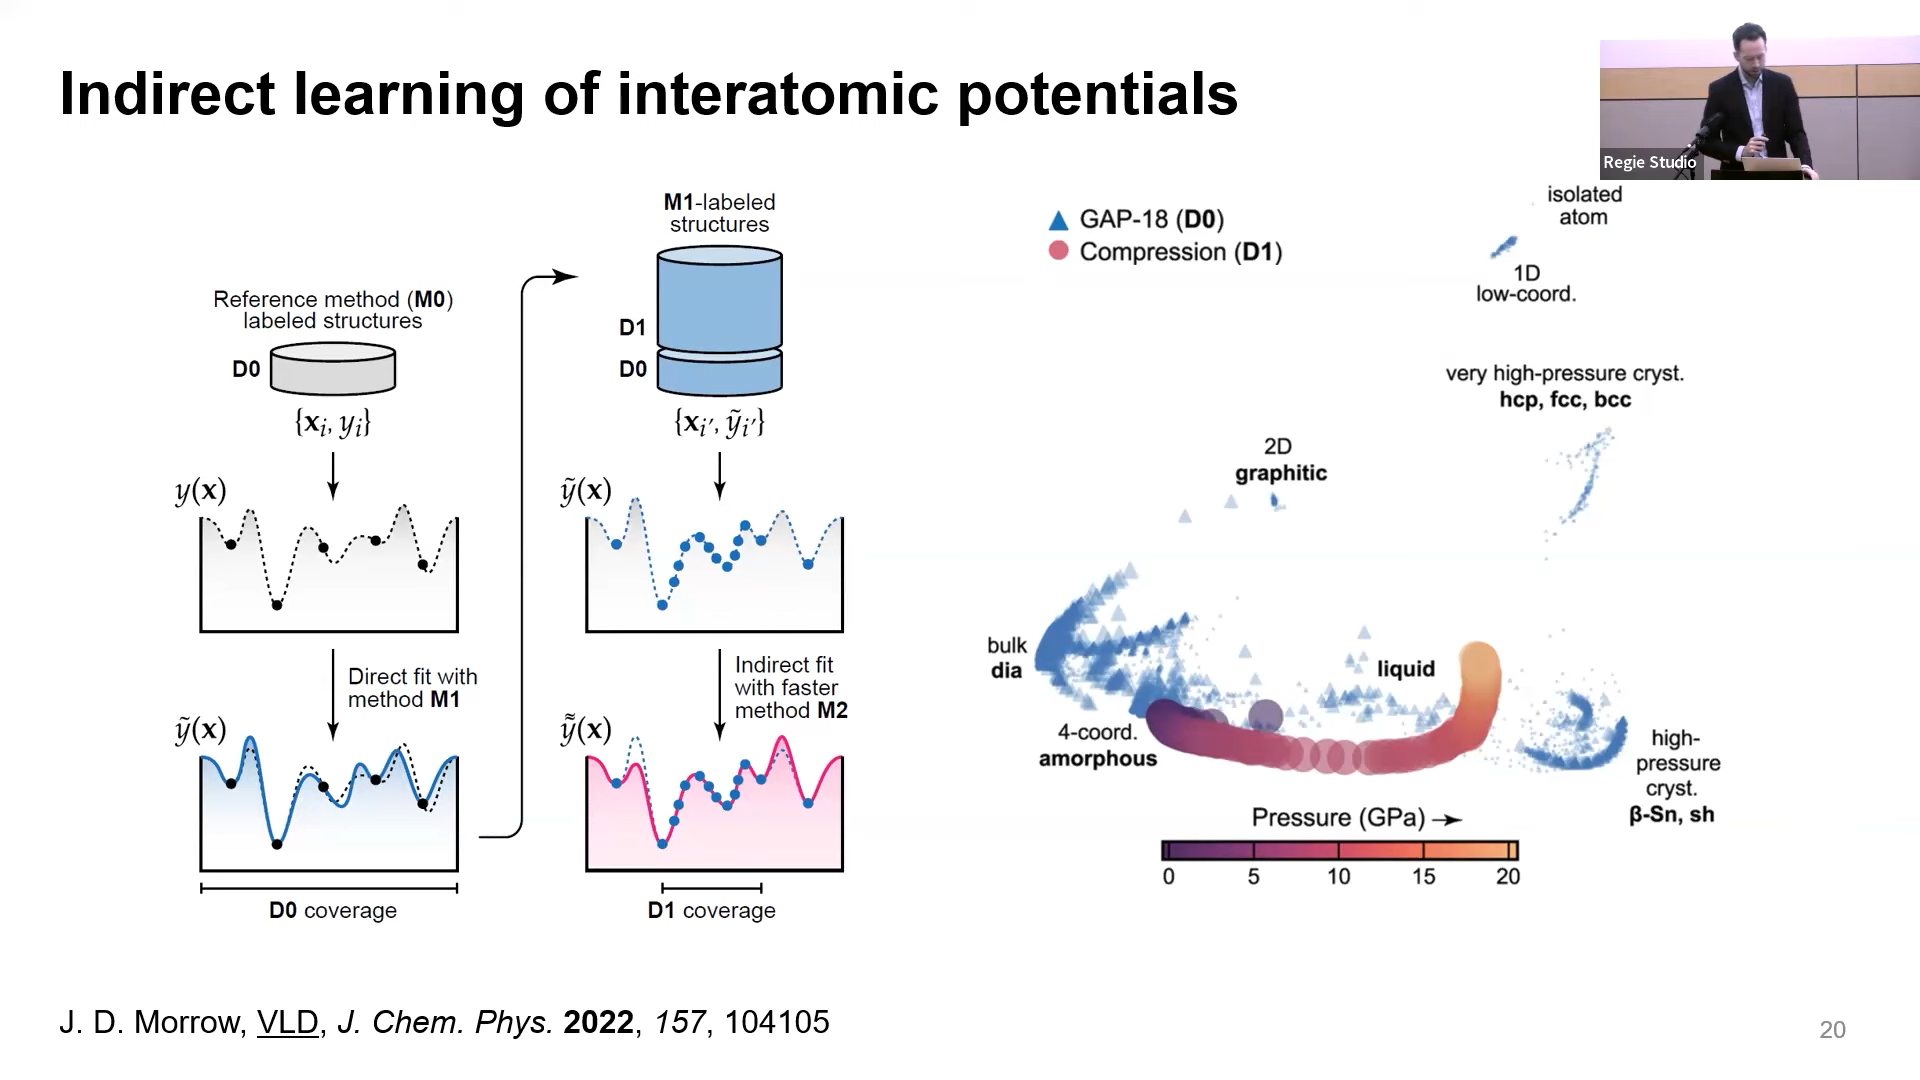 Indirect learning of interatomic potentials
Regie Studio
Reference method (M0)
labeled structures
D0
{xᵢ, yᵢ}
y(x)
Direct fit with
method M1
ỹ(x)
D0 coverage
M1-labeled
structures
D1
D0
{xᵢ′, ỹᵢ′}
ỹ(x)
Indirect fit
with faster
method M2
ỹ̃(x)
D1 coverage
GAP-18 (D0)
Compression (D1)
isolated
atom
1D
low-coord.
very high-pressure cryst.
hcp, fcc, bcc
2D
graphitic
bulk
dia
liquid
4-coord.
amorphous
high-
pressure
cryst.
β-Sn, sh
Pressure (GPa) →
0 5 10 15 20
J. D. Morrow, VLD, J. Chem. Phys. 2022, 157, 104105
20